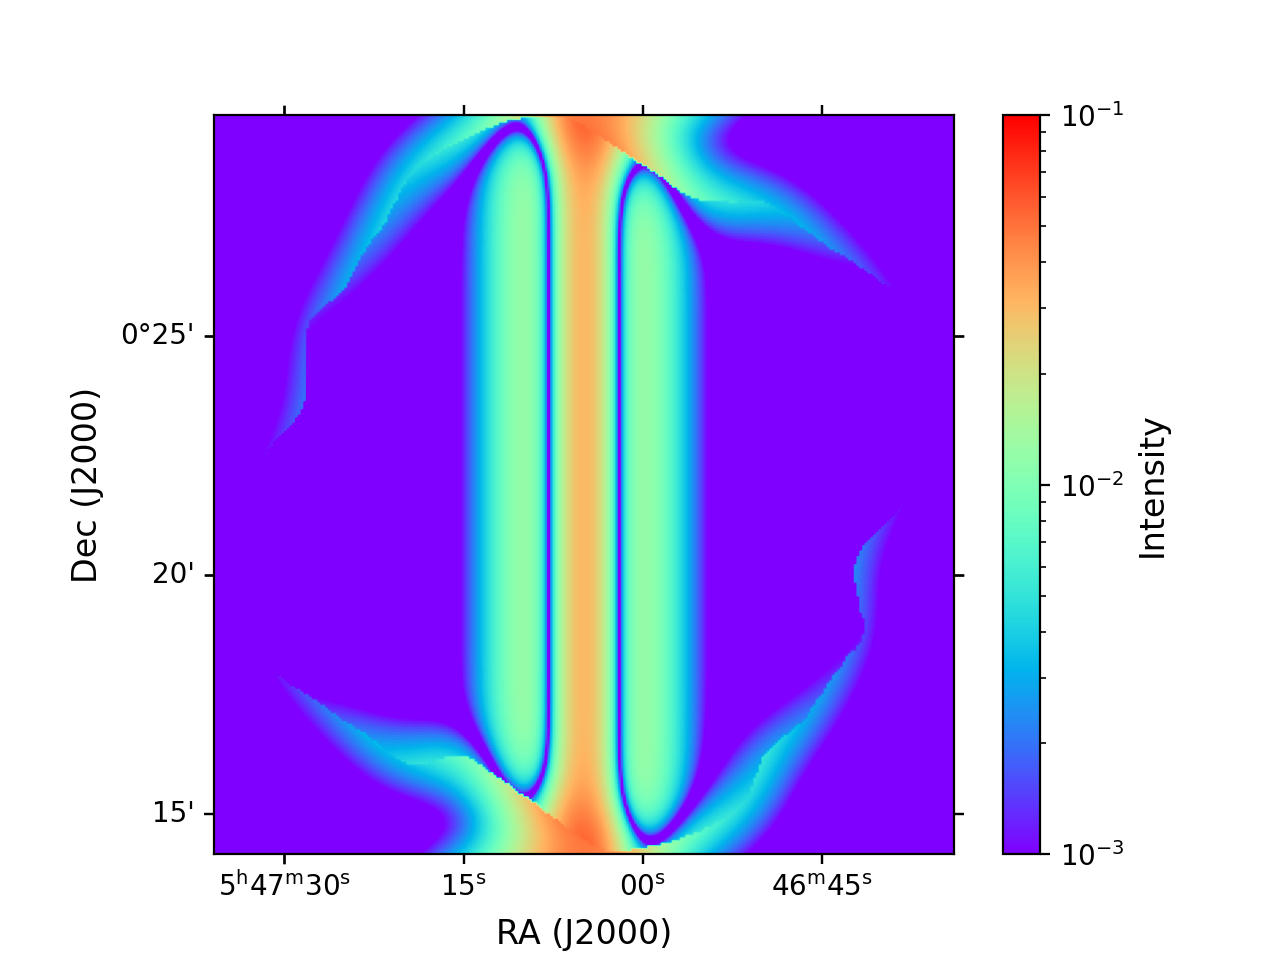 10⁻¹
0°25'
10⁻²
Intensity
Dec (J2000)
20'
15'
10⁻³
5ʰ47ᵐ30ˢ 15ˢ 00ˢ 46ᵐ45ˢ
RA (J2000)